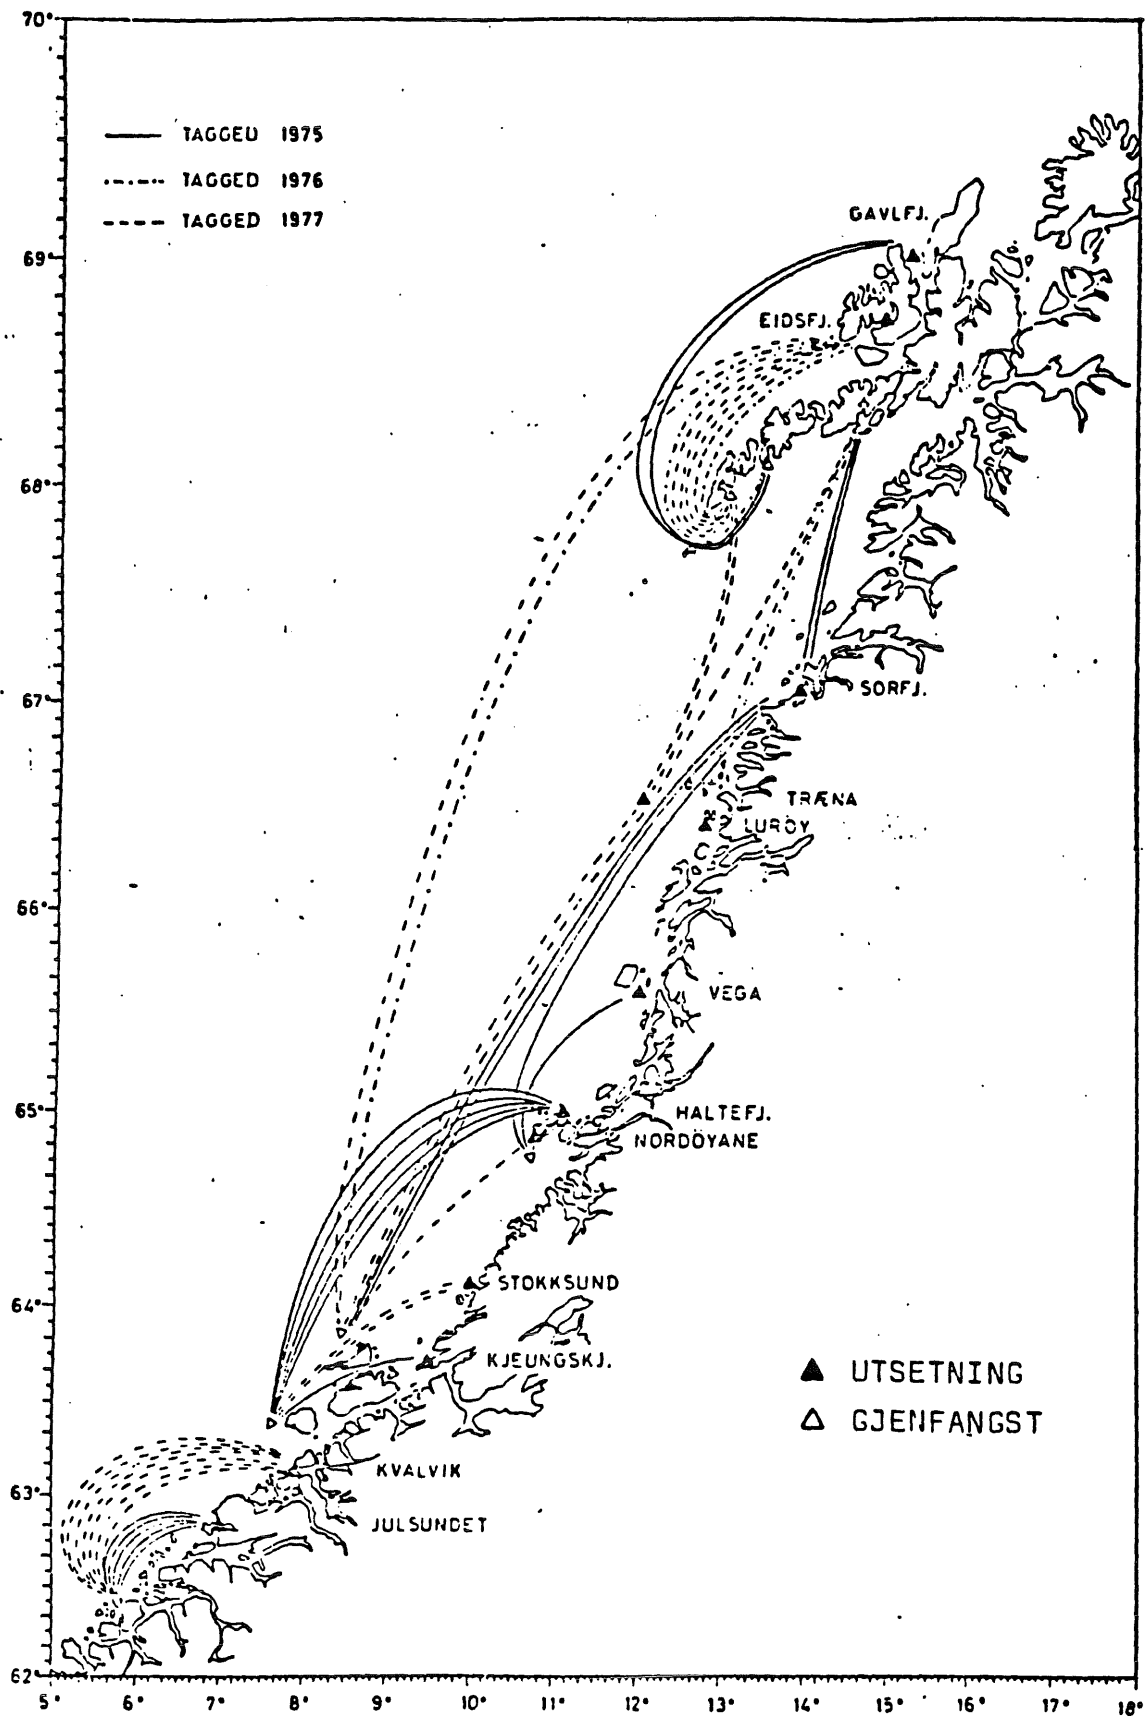 70°
TAGGED 1975
TAGGED 1976
TAGGED 1977
GAVLFJ.
69°
EIDSFJ.
68°
67°
SORFJ.
TRÆNA
LURÖY
66°
VEGA
65°
HALTEFJ.
NORDÖYANE
64°
STOKKSUND
KJEUNGSKJ.
UTSETNING
GJENFANGST
KVALVIK
63°
JULSUNDET
62°
5° 6° 7° 8° 9° 10° 11° 12° 13° 14° 15° 16° 17° 18°